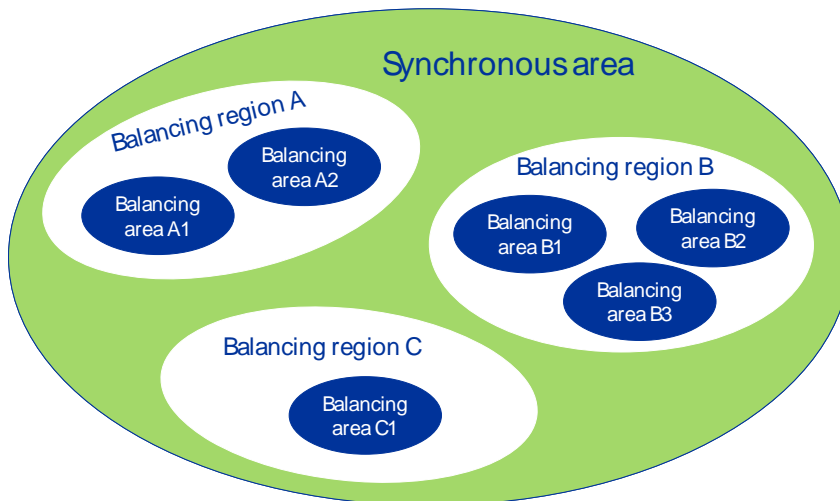 Synchronous area
Balancing region A
Balancing
area A2
Balancing
area A1
Balancing region B
Balancing
area B1
Balancing
area B2
Balancing
area B3
Balancing region C
Balancing
area C1